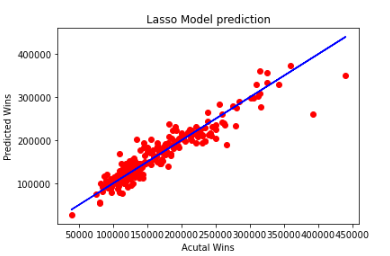 Lasso Model prediction
Predicted Wins
400000
300000
200000
100000
50000 100000 150000 200000 250000 300000 350000 400000 450000
Acutal Wins